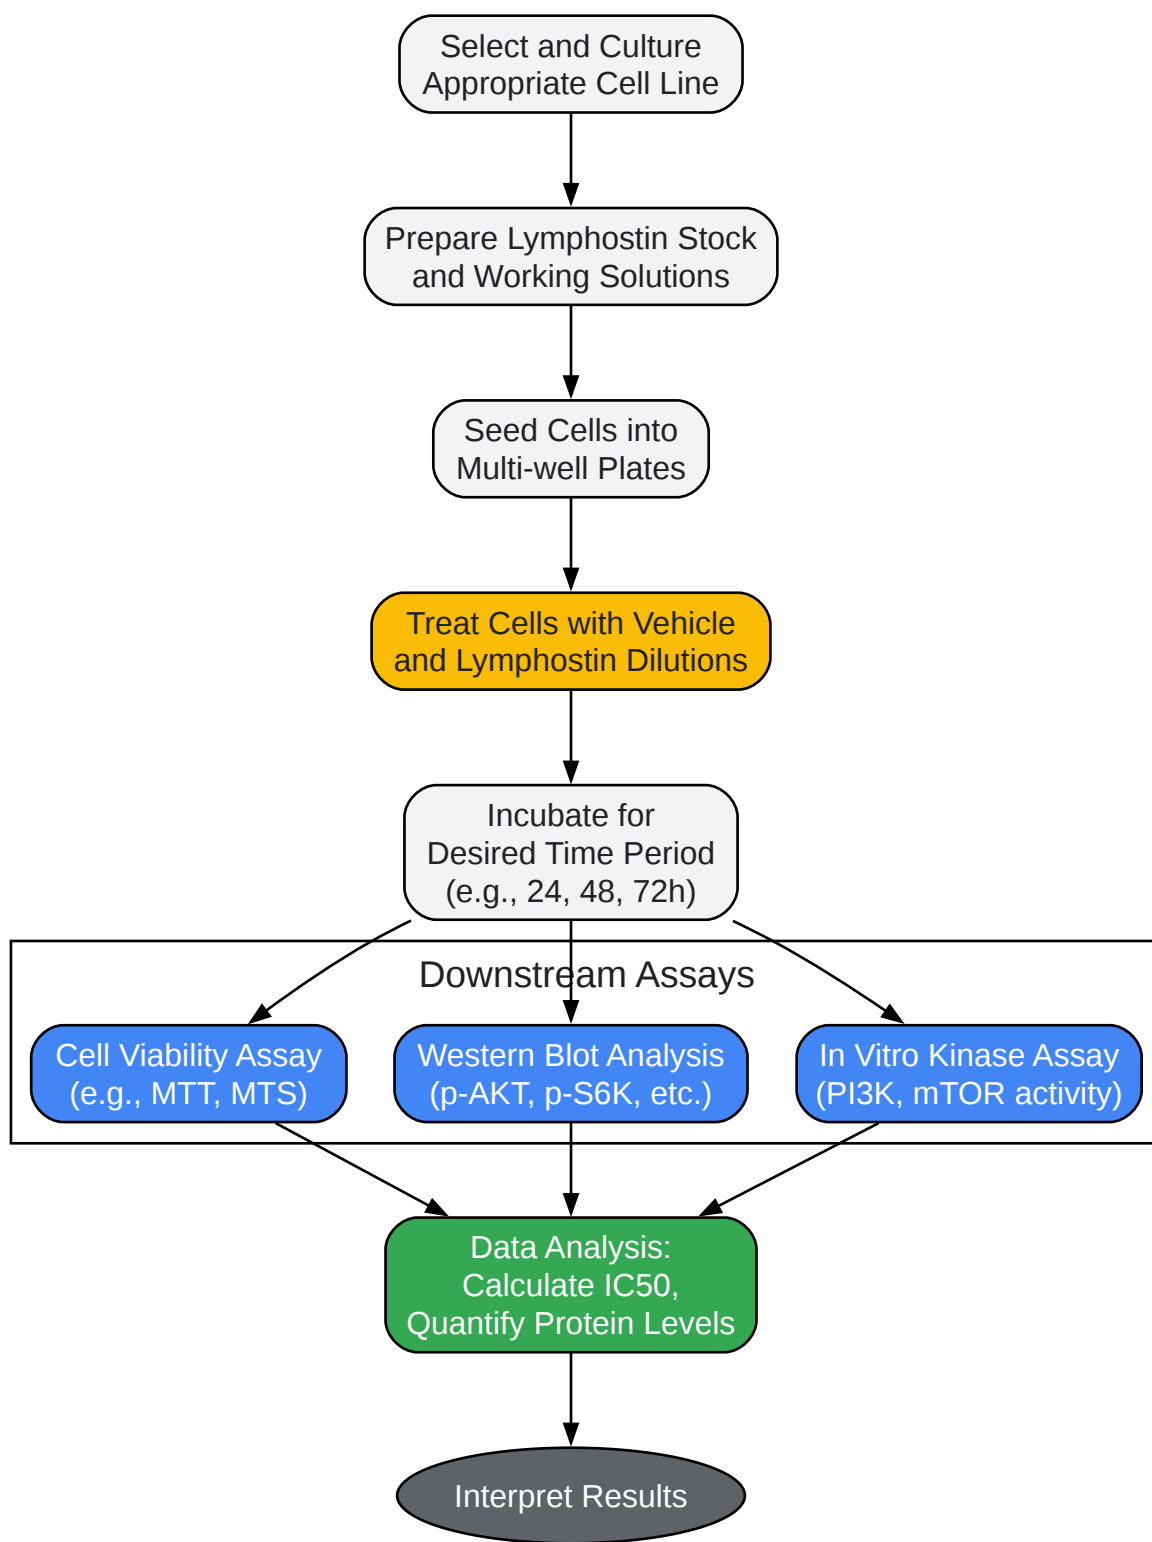 Select and Culture
Appropriate Cell Line
Prepare Lymphostin Stock
and Working Solutions
Seed Cells into
Multi-well Plates
Treat Cells with Vehicle
and Lymphostin Dilutions
Incubate for
Desired Time Period
(e.g., 24, 48, 72h)
Downstream Assays
Cell Viability Assay
(e.g., MTT, MTS)
Western Blot Analysis
(p-AKT, p-S6K, etc.)
In Vitro Kinase Assay
(PI3K, mTOR activity)
Data Analysis:
Calculate IC50,
Quantify Protein Levels
Interpret Results